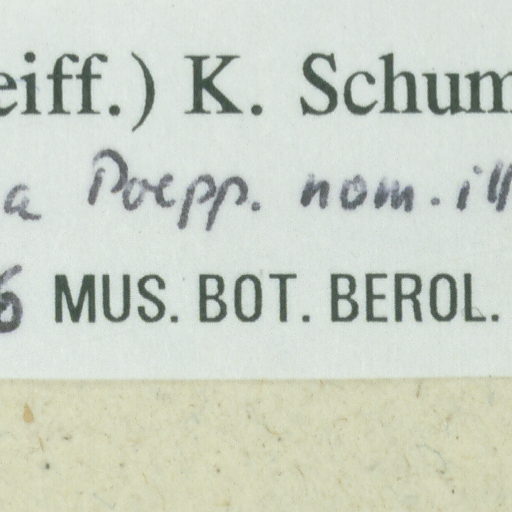 eiff.) K. Schum
a Poepp. nom. ill
6 MUS. BOT. BEROL.